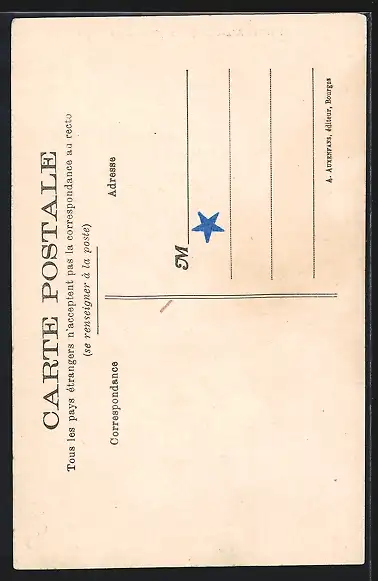 CARTE POSTALE
Tous les pays étrangers n'acceptent pas la correspondance au recto
(se renseigner à la poste)
Correspondance
Adresse
M
A. AUXENFANS, éditeur, Bourges